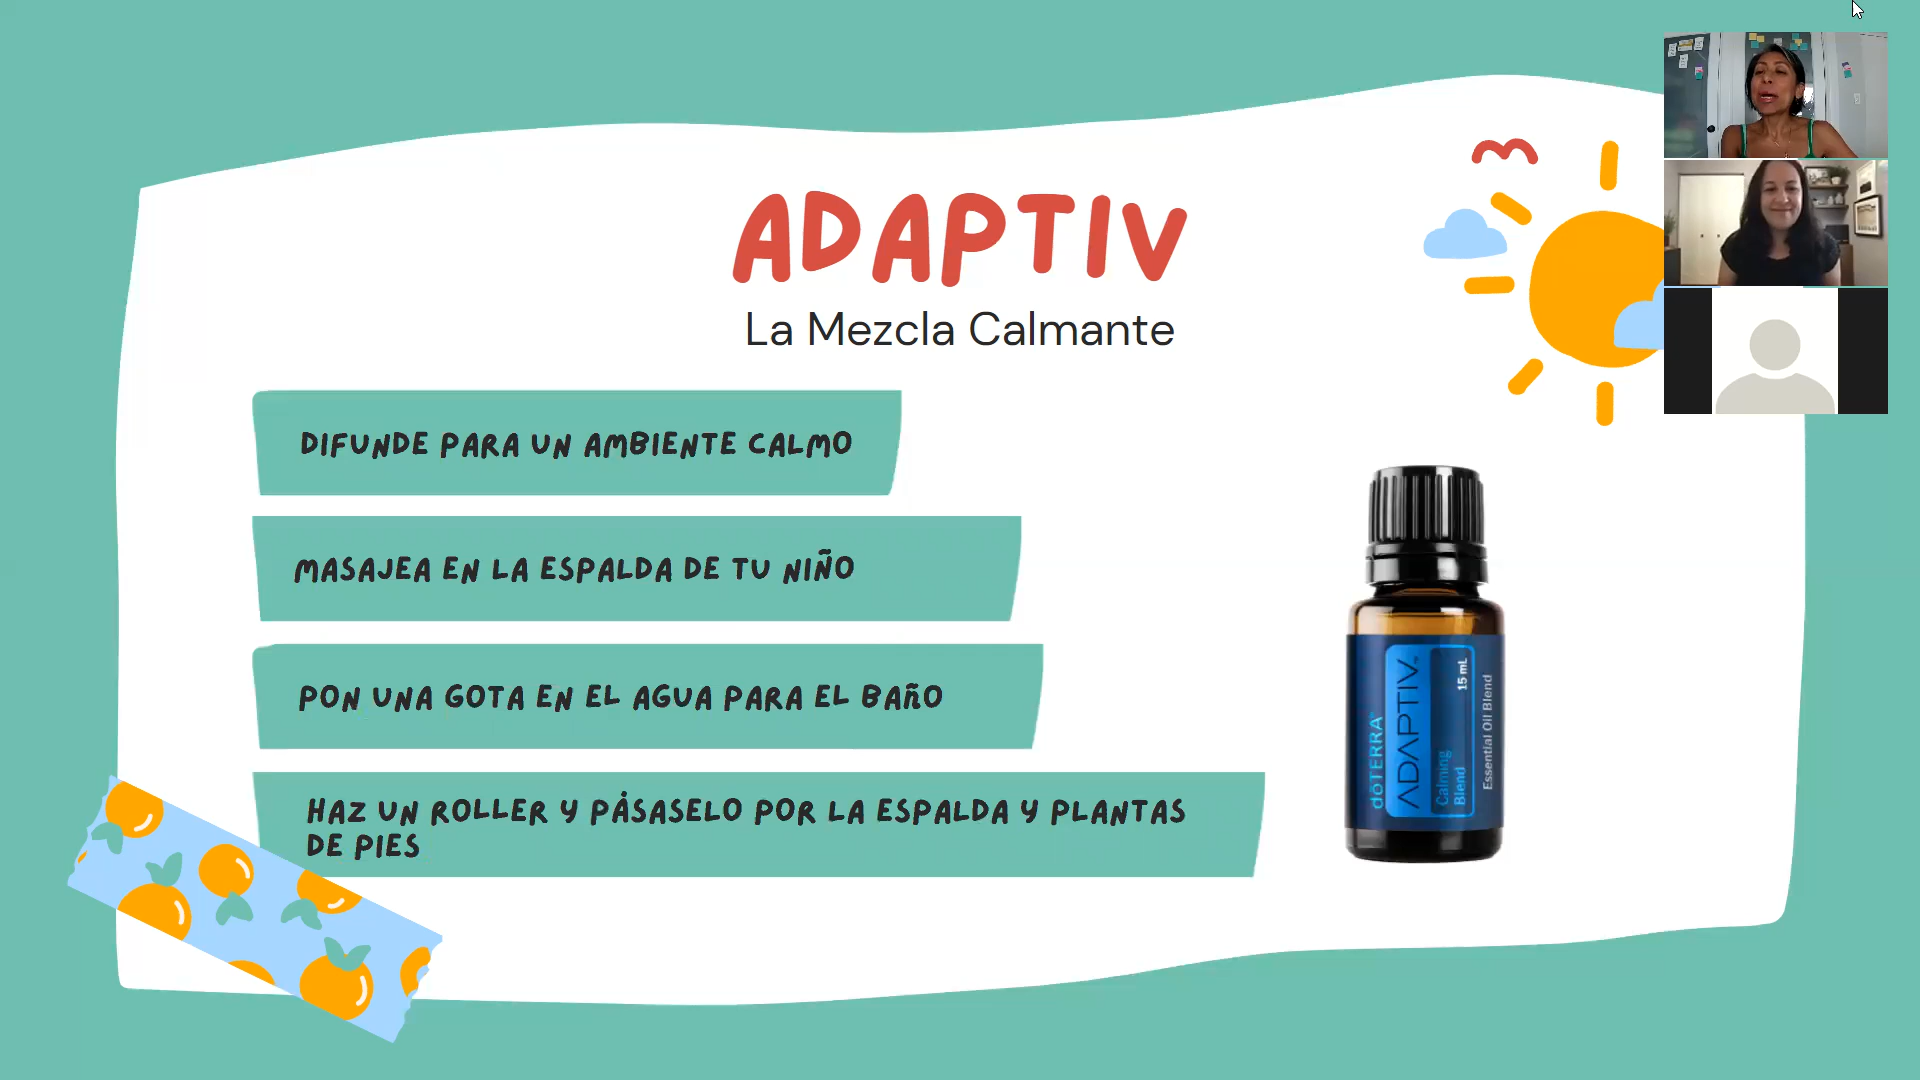 ADAPTIV
La Mezcla Calmante
DIFUNDE PARA UN AMBIENTE CALMO
MASAJEA EN LA ESPALDA DE TU NIÑO
PON UNA GOTA EN EL AGUA PARA EL BAñO
HAZ UN ROLLER Y PÁSASELO POR LA ESPALDA Y PLANTAS
DE PIES
dōTERRA™
ADAPTIV™
Calming
Blend
15 mL
Essential Oil Blend